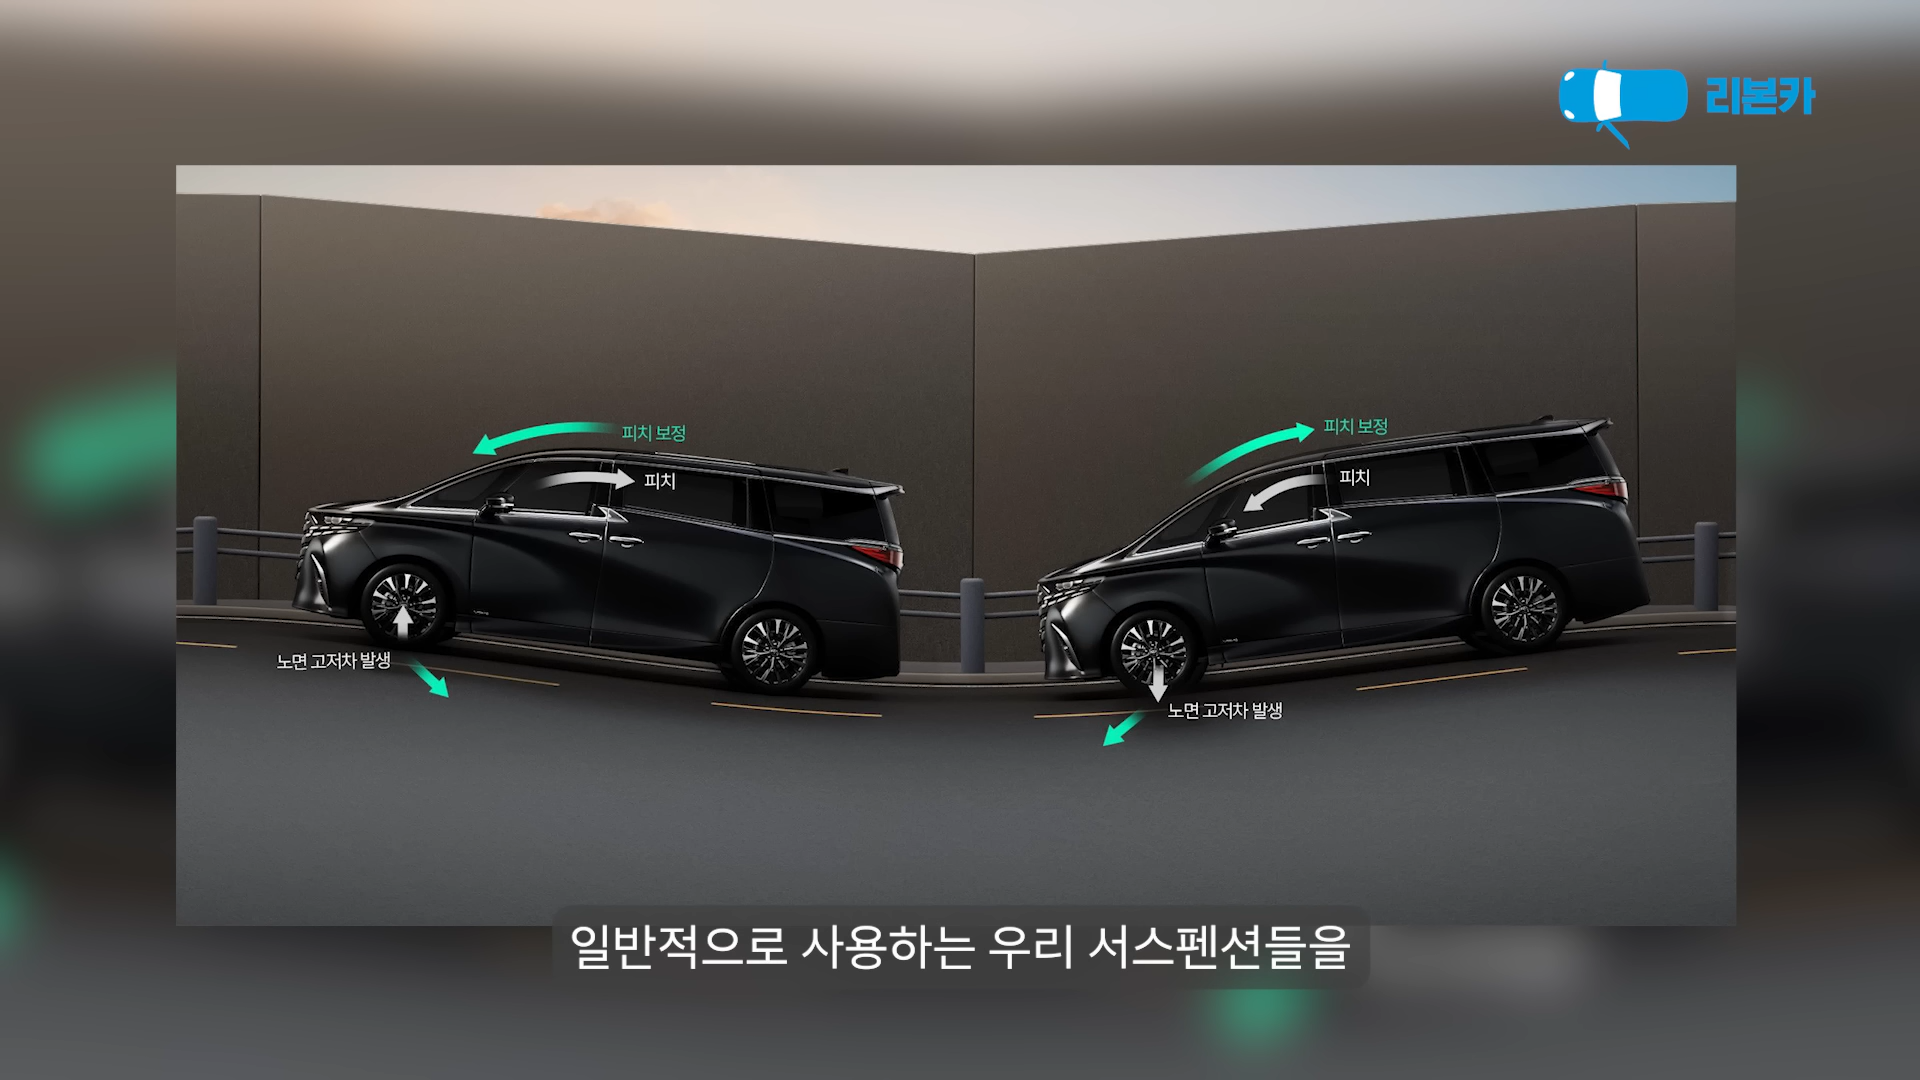 리본카
피치 보정
피치
노면 고저차 발생
피치 보정
피치
노면 고저차 발생
일반적으로 사용하는 우리 서스펜션들을